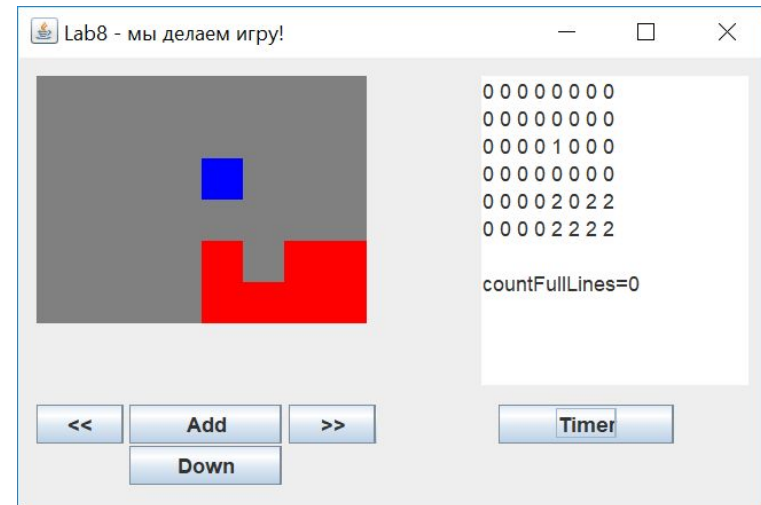 Lab8 - мы делаем игру!
0 0 0 0 0 0 0 0
0 0 0 0 0 0 0 0
0 0 0 0 1 0 0 0
0 0 0 0 0 0 0 0
0 0 0 0 2 0 2 2
0 0 0 0 2 2 2 2
countFullLines=0
<< Add >> Timer
Down